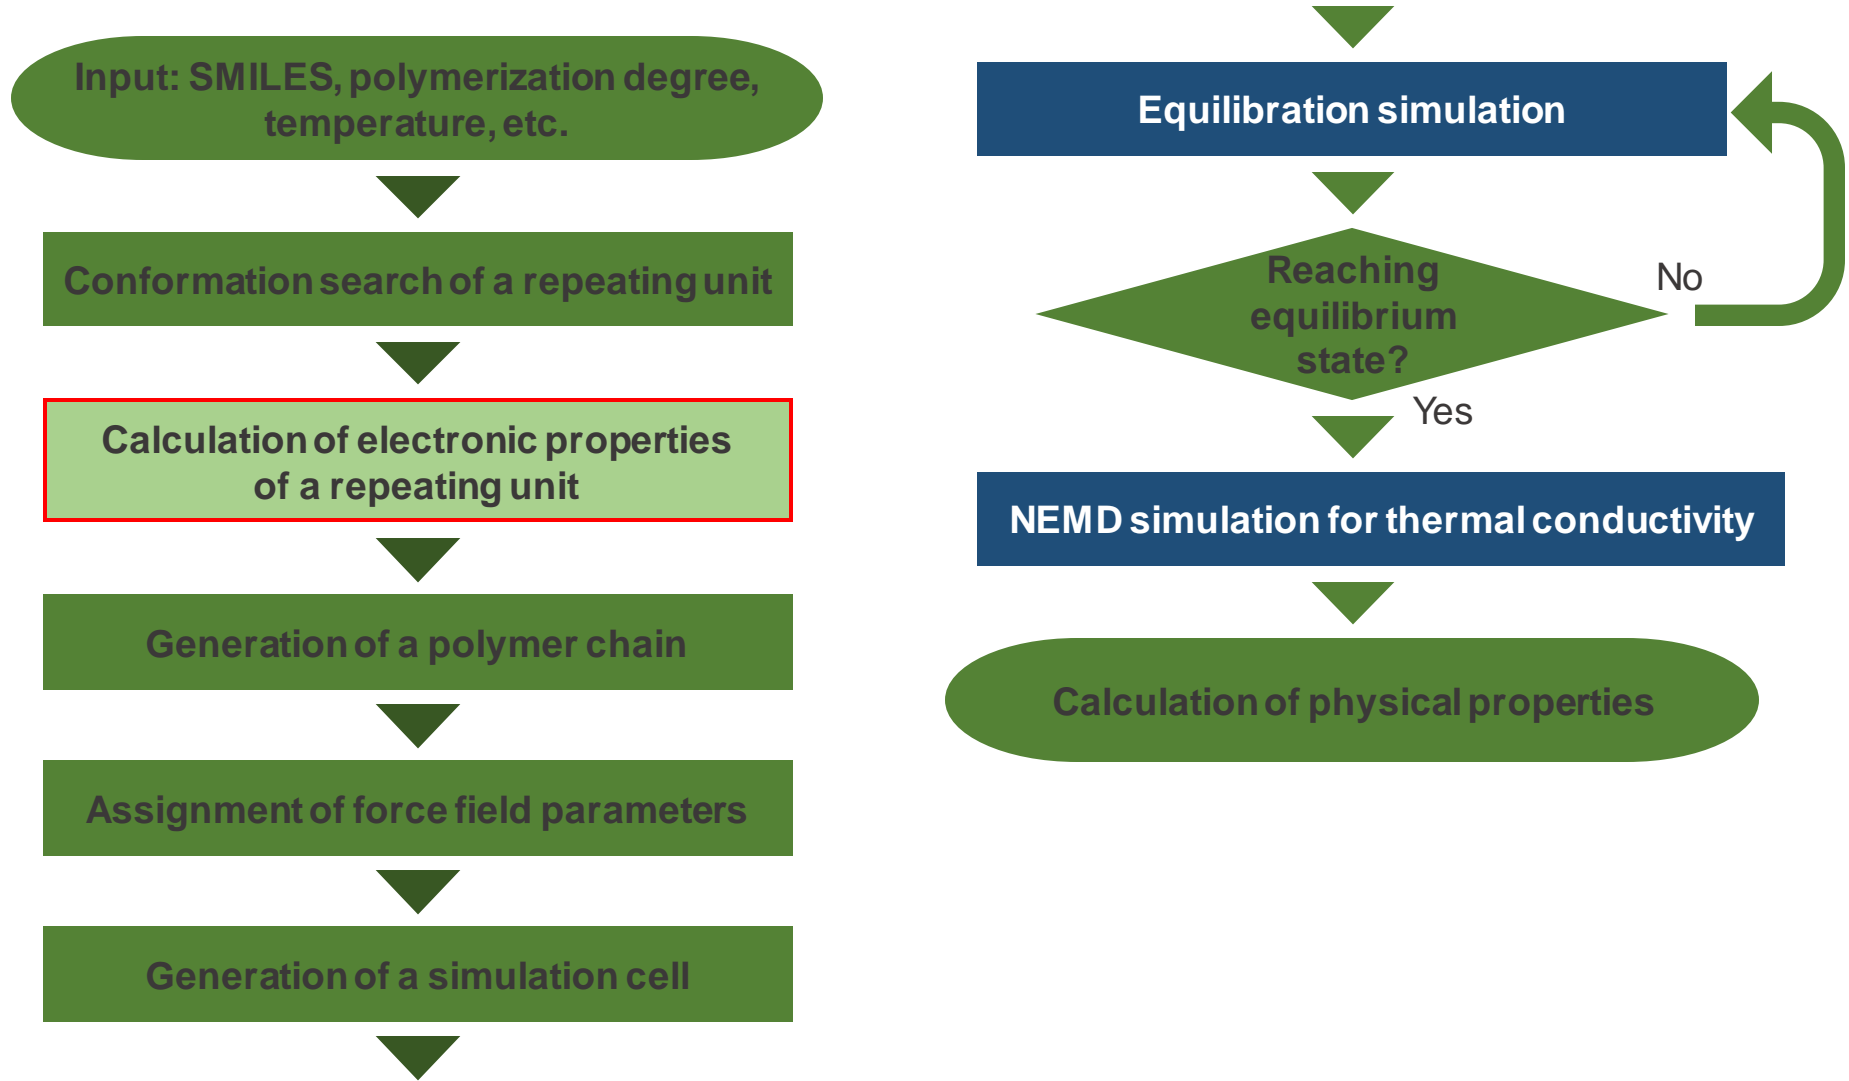 Input: SMILES, polymerization degree,
temperature, etc.
Conformation search of a repeating unit
Calculation of electronic properties
of a repeating unit
Generation of a polymer chain
Assignment of force field parameters
Generation of a simulation cell
Equilibration simulation
Reaching
equilibrium
state?
No
Yes
NEMD simulation for thermal conductivity
Calculation of physical properties